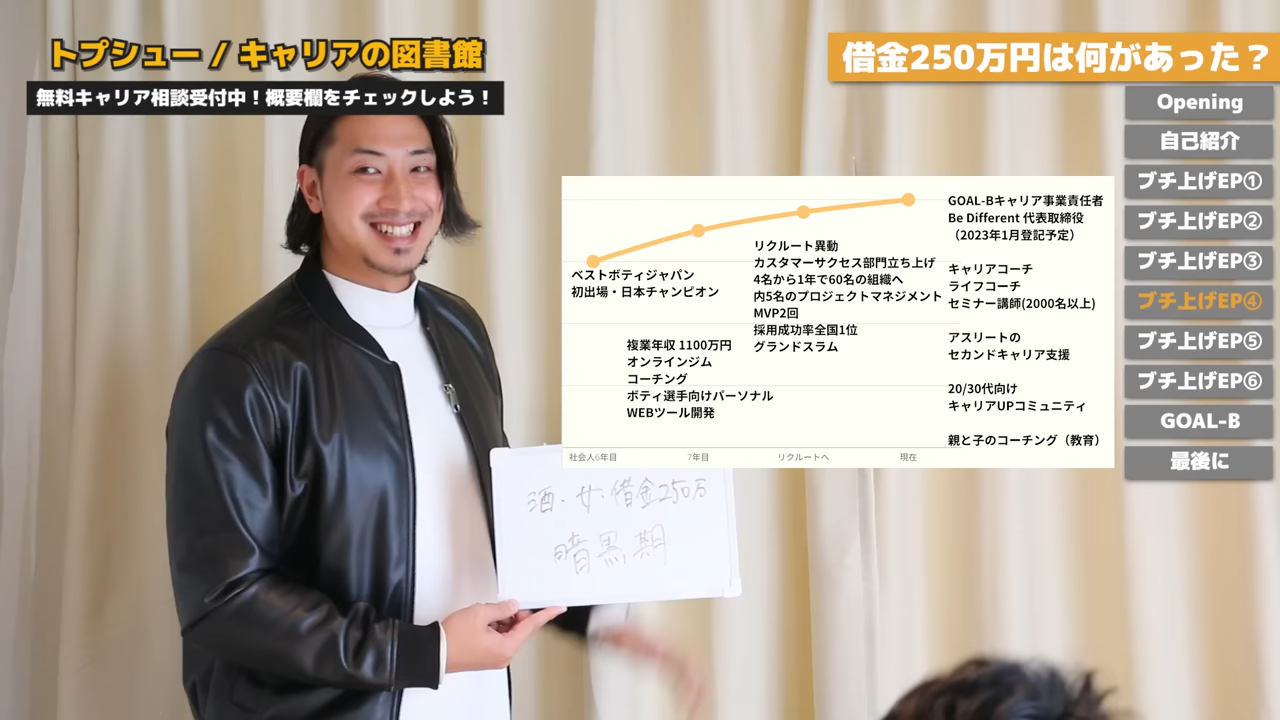 トプシュー / キャリアの図書館
無料キャリア相談受付中！概要欄をチェックしよう！
借金250万円は何があった？
Opening
自己紹介
ブチ上げEP①
ブチ上げEP②
ブチ上げEP③
ブチ上げEP④
ブチ上げEP⑤
ブチ上げEP⑥
GOAL-B
最後に
ベストボティジャパン
初出場・日本チャンピオン
複業年収 1100万円
オンラインジム
コーチング
ボティ選手向けパーソナル
WEBツール開発
リクルート異動
カスタマーサクセス部門立ち上げ
4名から1年で60名の組織へ
内5名のプロジェクトマネジメント
MVP2回
採用成功率全国1位
グランドスラム
GOAL-Bキャリア事業責任者
Be Different 代表取締役
（2023年1月登記予定）
キャリアコーチ
ライフコーチ
セミナー講師(2000名以上)
アスリートの
セカンドキャリア支援
20/30代向け
キャリアUPコミュニティ
親と子のコーチング（教育）
社会人6年目
7年目
リクルートへ
現在
酒・女・借金250万
暗黒期